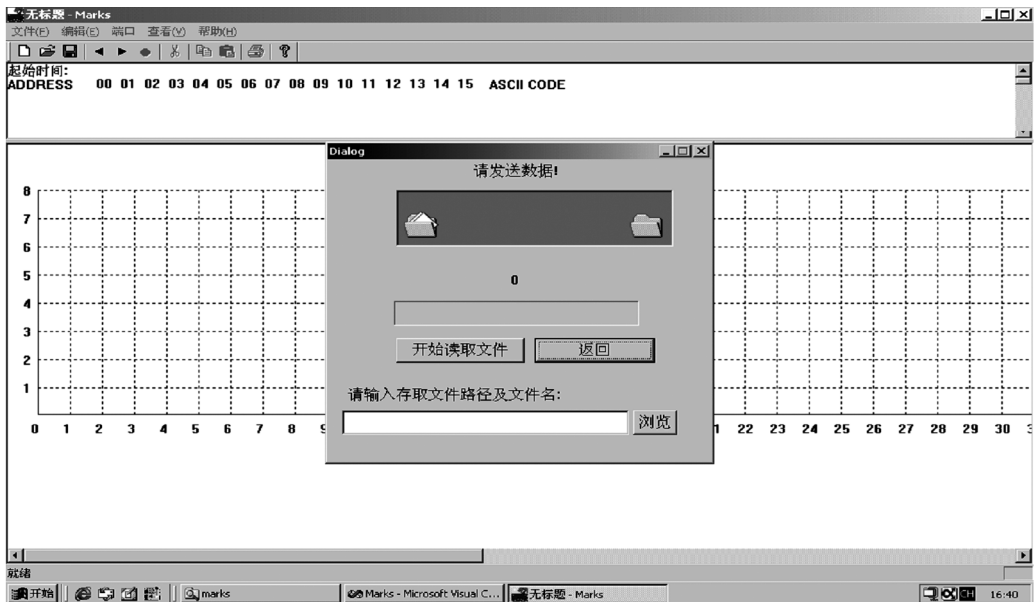 无标题 - Marks
文件(F) 编辑(E) 端口 查看(V) 帮助(H)
起始时间:
ADDRESS 00 01 02 03 04 05 06 07 08 09 10 11 12 13 14 15 ASCII CODE
Dialog
请发送数据!
8
7
6
5
4
3
2
1
0
开始读取文件 返回
请输入存取文件路径及文件名:
浏览
0 1 2 3 4 5 6 7 8 22 23 24 25 26 27 28 29 30
就绪
开始 marks Marks - Microsoft Visual C... 无标题 - Marks CH 16:40